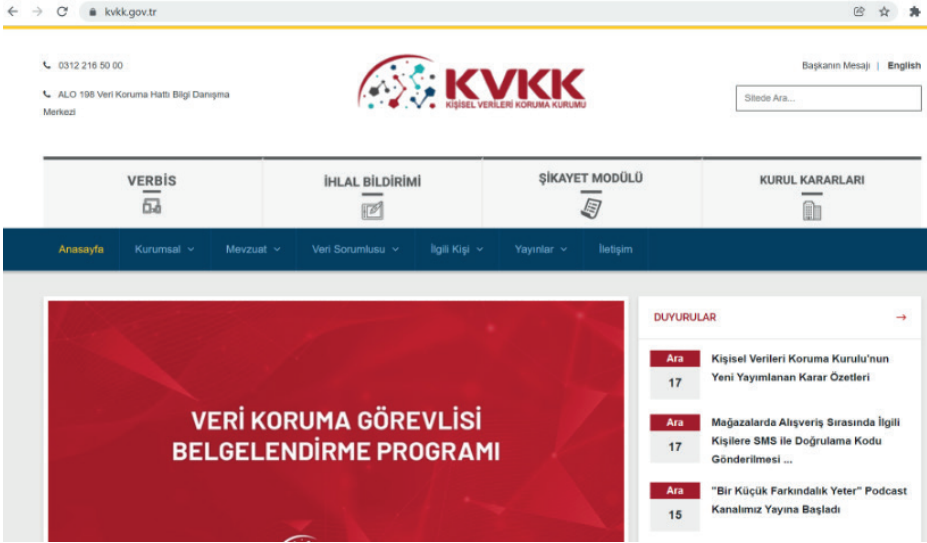 kvkk.gov.tr
0312 216 50 00
ALO 198 Veri Koruma Hattı Bilgi Danışma
Merkezi
KVKK
KİŞİSEL VERİLERİ KORUMA KURUMU
Başkanın Mesajı | English
Sitede Ara...
VERBİS
İHLAL BİLDİRİMİ
ŞİKAYET MODÜLÜ
KURUL KARARLARI
Anasayfa Kurumsal Mevzuat Veri Sorumlusu İlgili Kişi Yayınlar İletişim
VERİ KORUMA GÖREVLİSİ
BELGELENDİRME PROGRAMI
DUYURULAR
Ara
17
Kişisel Verileri Koruma Kurulu'nun
Yeni Yayımlanan Karar Özetleri
Ara
17
Mağazalarda Alışveriş Sırasında İlgili
Kişilere SMS ile Doğrulama Kodu
Gönderilmesi ...
Ara
15
"Bir Küçük Farkındalık Yeter" Podcast
Kanalımız Yayına Başladı